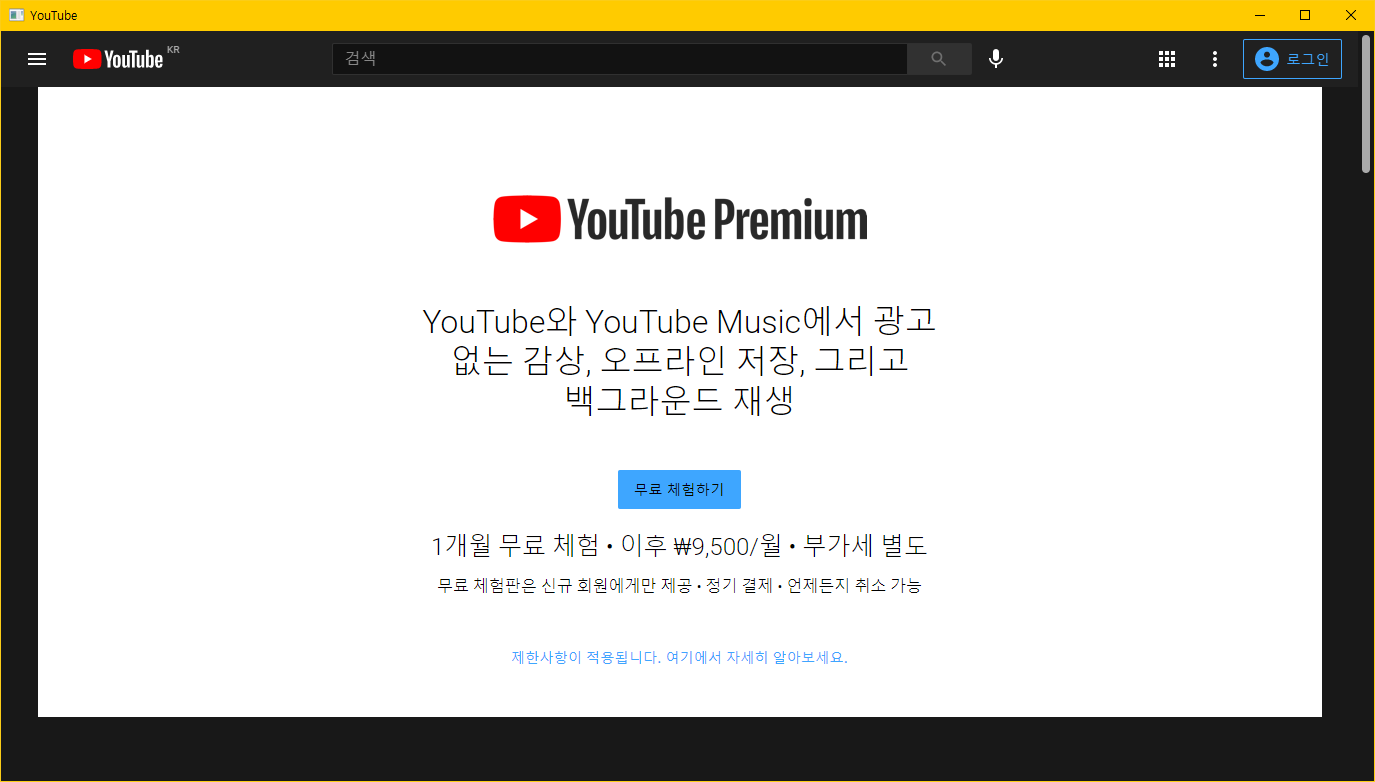 YouTube
YouTube KR
검색
로그인
YouTube Premium
YouTube와 YouTube Music에서 광고
없는 감상, 오프라인 저장, 그리고
백그라운드 재생
무료 체험하기
1개월 무료 체험 • 이후 ₩9,500/월 • 부가세 별도
무료 체험판은 신규 회원에게만 제공 • 정기 결제 • 언제든지 취소 가능
제한사항이 적용됩니다. 여기에서 자세히 알아보세요.